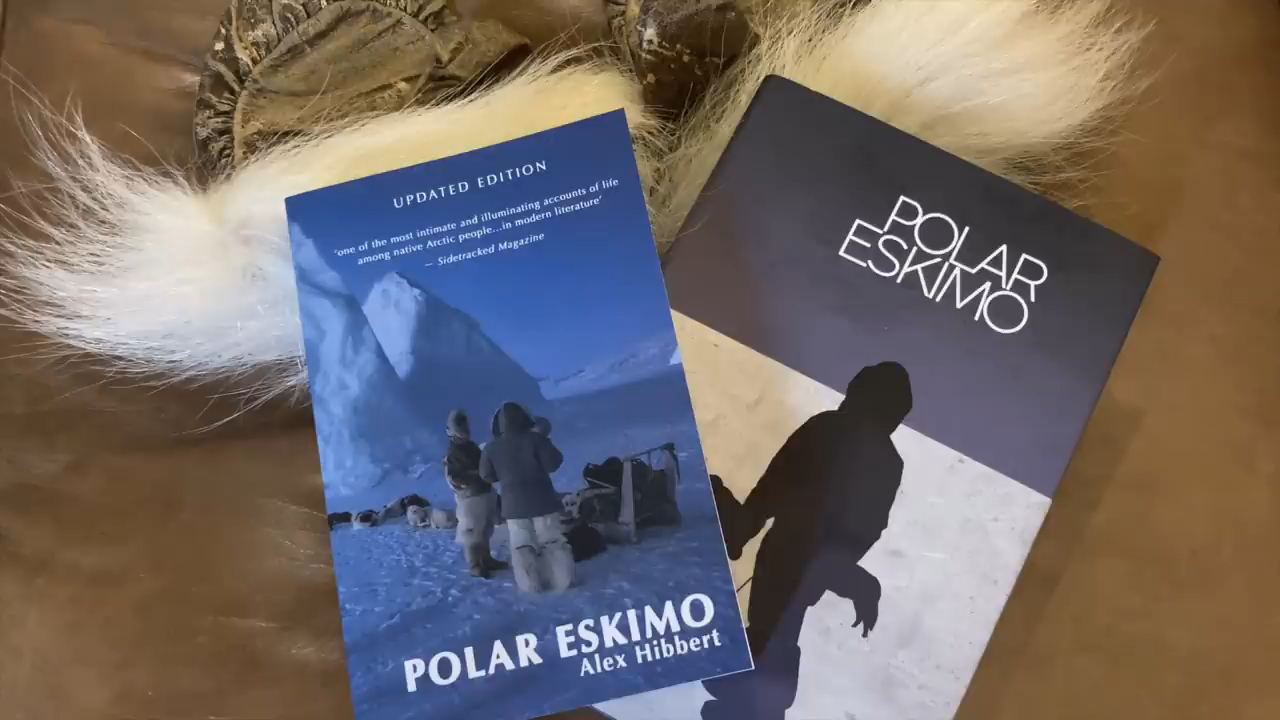 UPDATED EDITION
'one of the most intimate and illuminating accounts of life
among native Arctic people...in modern literature'
— Sidetracked Magazine
POLAR ESKIMO
Alex Hibbert
POLAR
ESKIMO